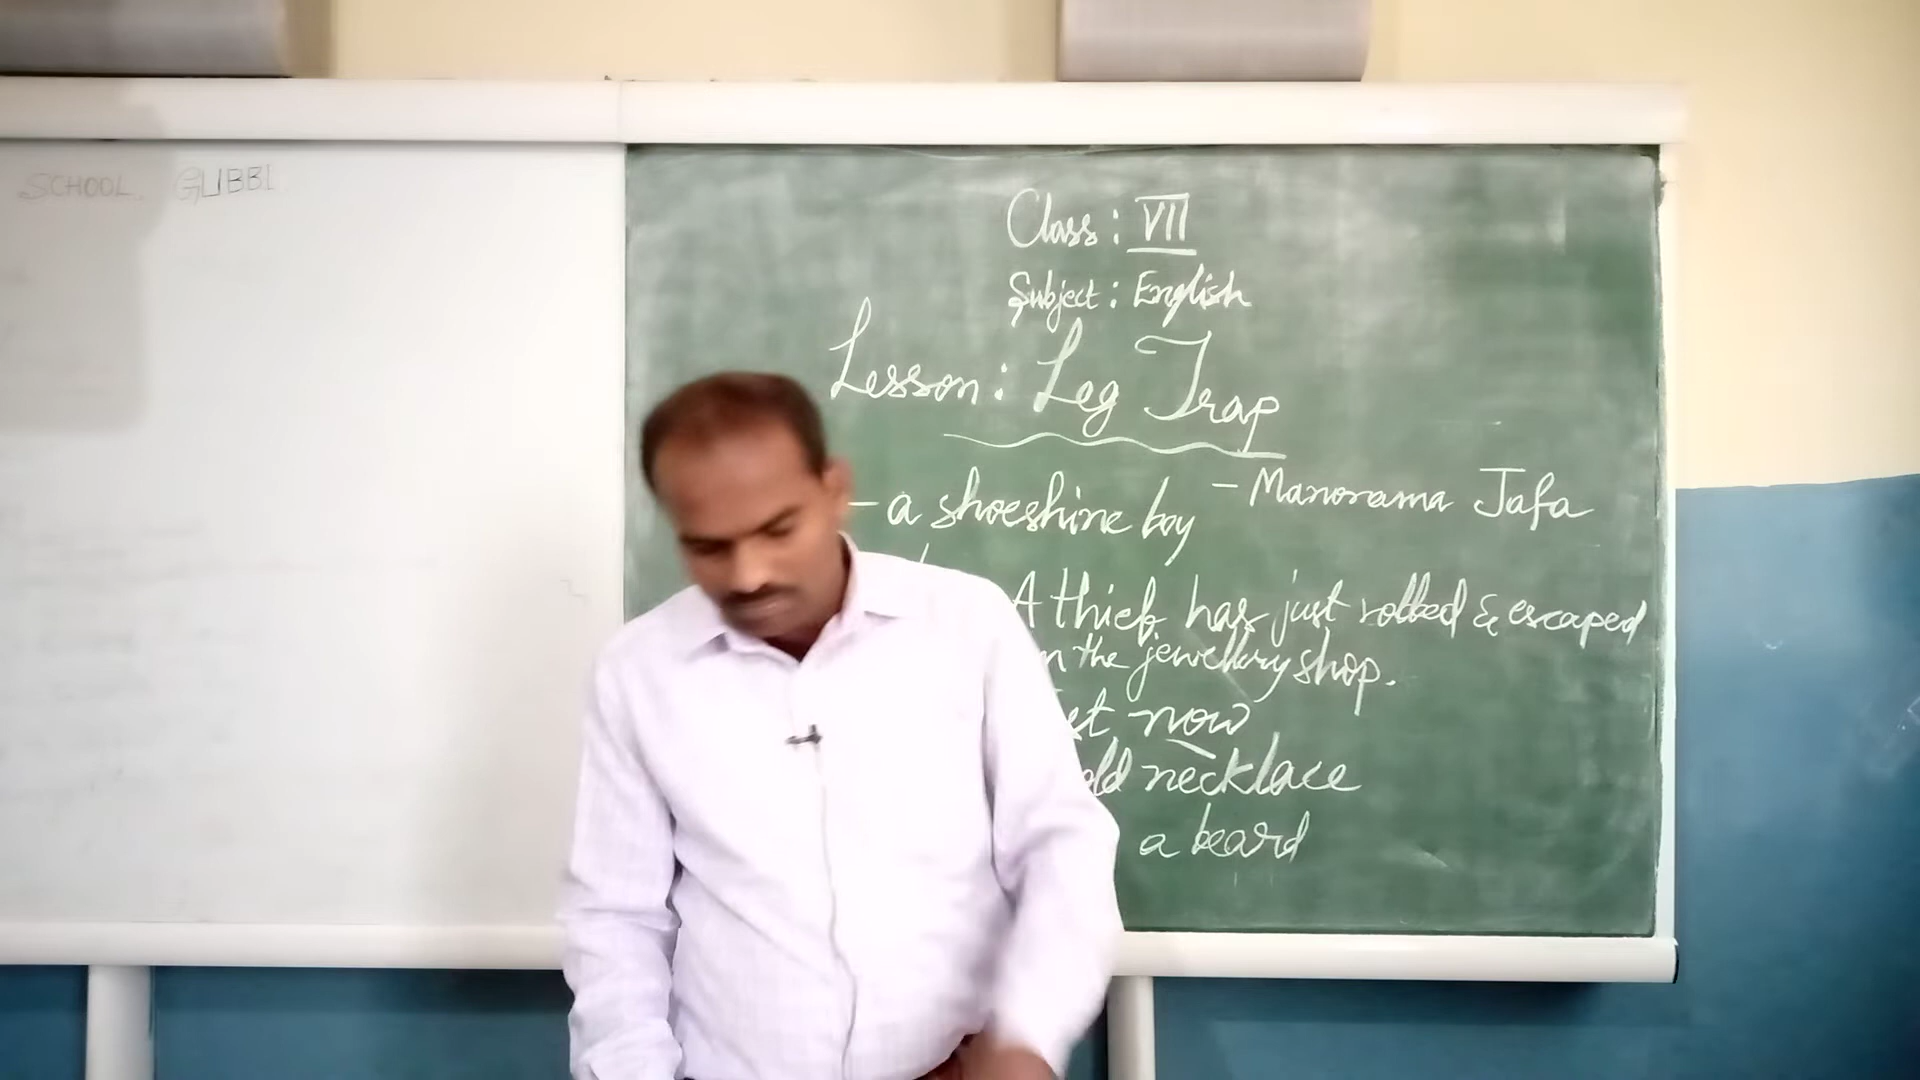 SCHOOL, GUBBI
Class : VII
Subject : English
Lesson : Leg Trap
- Manorama Jafa
- a shoeshine boy
A thief has just robbed & escaped
the jewellery shop.
now
necklace
a beard